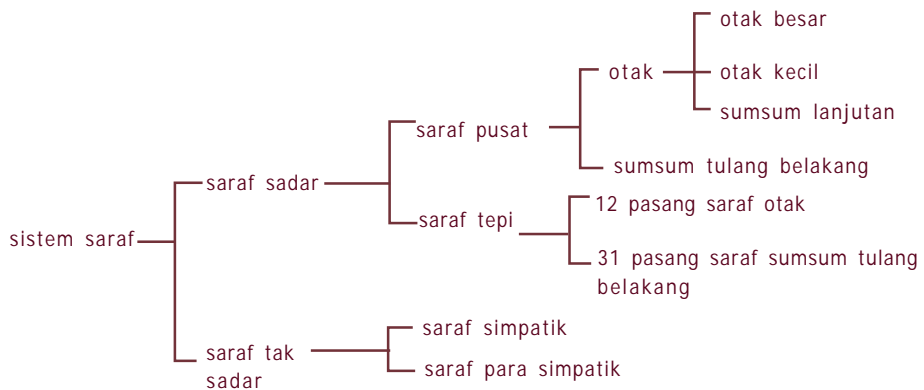 sistem saraf
saraf sadar
saraf pusat
otak
otak besar
otak kecil
sumsum lanjutan
sumsum tulang belakang
saraf tepi
12 pasang saraf otak
31 pasang saraf sumsum tulang
belakang
saraf tak
sadar
saraf simpatik
saraf para simpatik